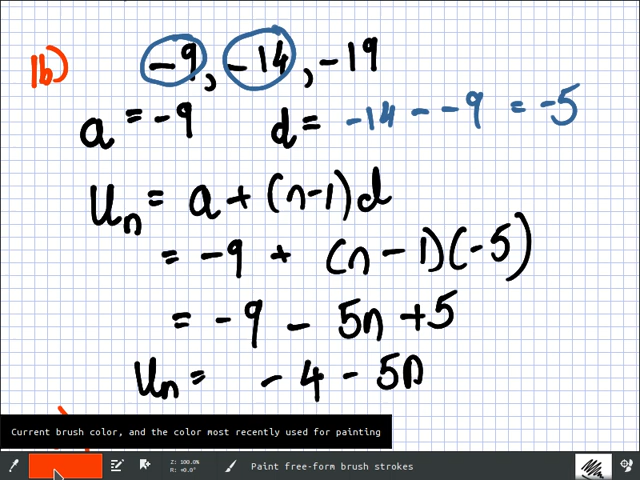 1b) -9, -14, -19
a = -9 d = -14 - -9 = -5
Un = a + (n-1)d
= -9 + (n - 1)(-5)
= -9 - 5n + 5
Un = -4 - 5n
Current brush color, and the color most recently used for painting
Z: 100.0%
R: +0.0°
Paint free-form brush strokes